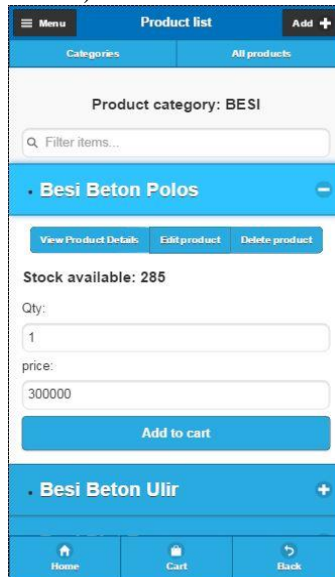 Menu Product list Add
Categories All products
Product category: BESI
Filter items...
Besi Beton Polos
View Product Details Edit product Delete product
Stock available: 285
Qty:
1
price:
300000
Add to cart
Besi Beton Ulir
Home Cart Back